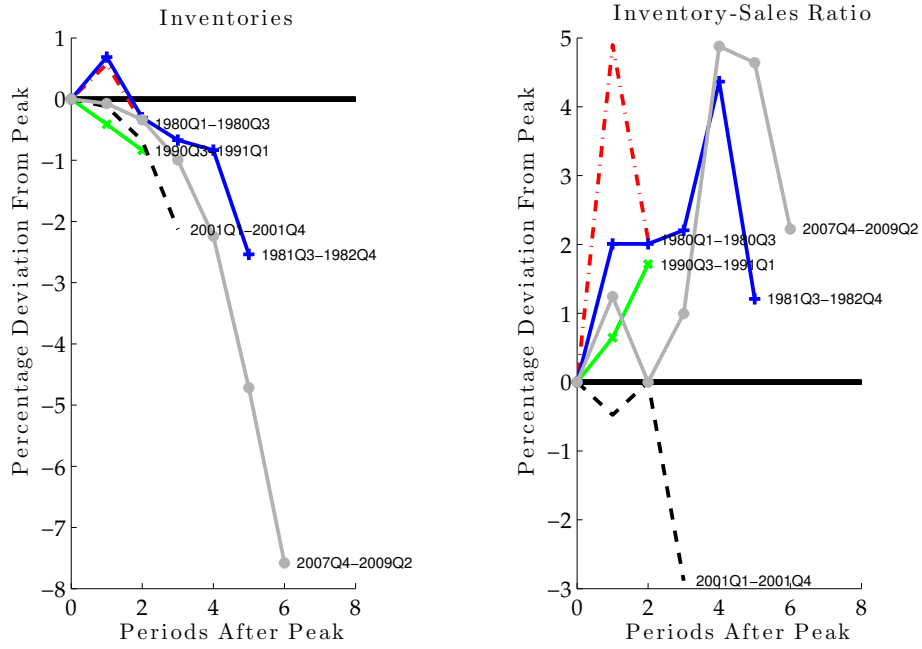 Inventories
Percentage Deviation From Peak
1
0
−1
−2
−3
−4
−5
−6
−7
−8
1980Q1−1980Q3
1990Q3−1991Q1
2001Q1−2001Q4
1981Q3−1982Q4
2007Q4−2009Q2
0 2 4 6 8
Periods After Peak
Inventory-Sales Ratio
Percentage Deviation From Peak
5
4
3
2
1
0
−1
−2
−3
2007Q4−2009Q2
1980Q1−1980Q3
1990Q3−1991Q1
1981Q3−1982Q4
2001Q1−2001Q4
0 2 4 6 8
Periods After Peak